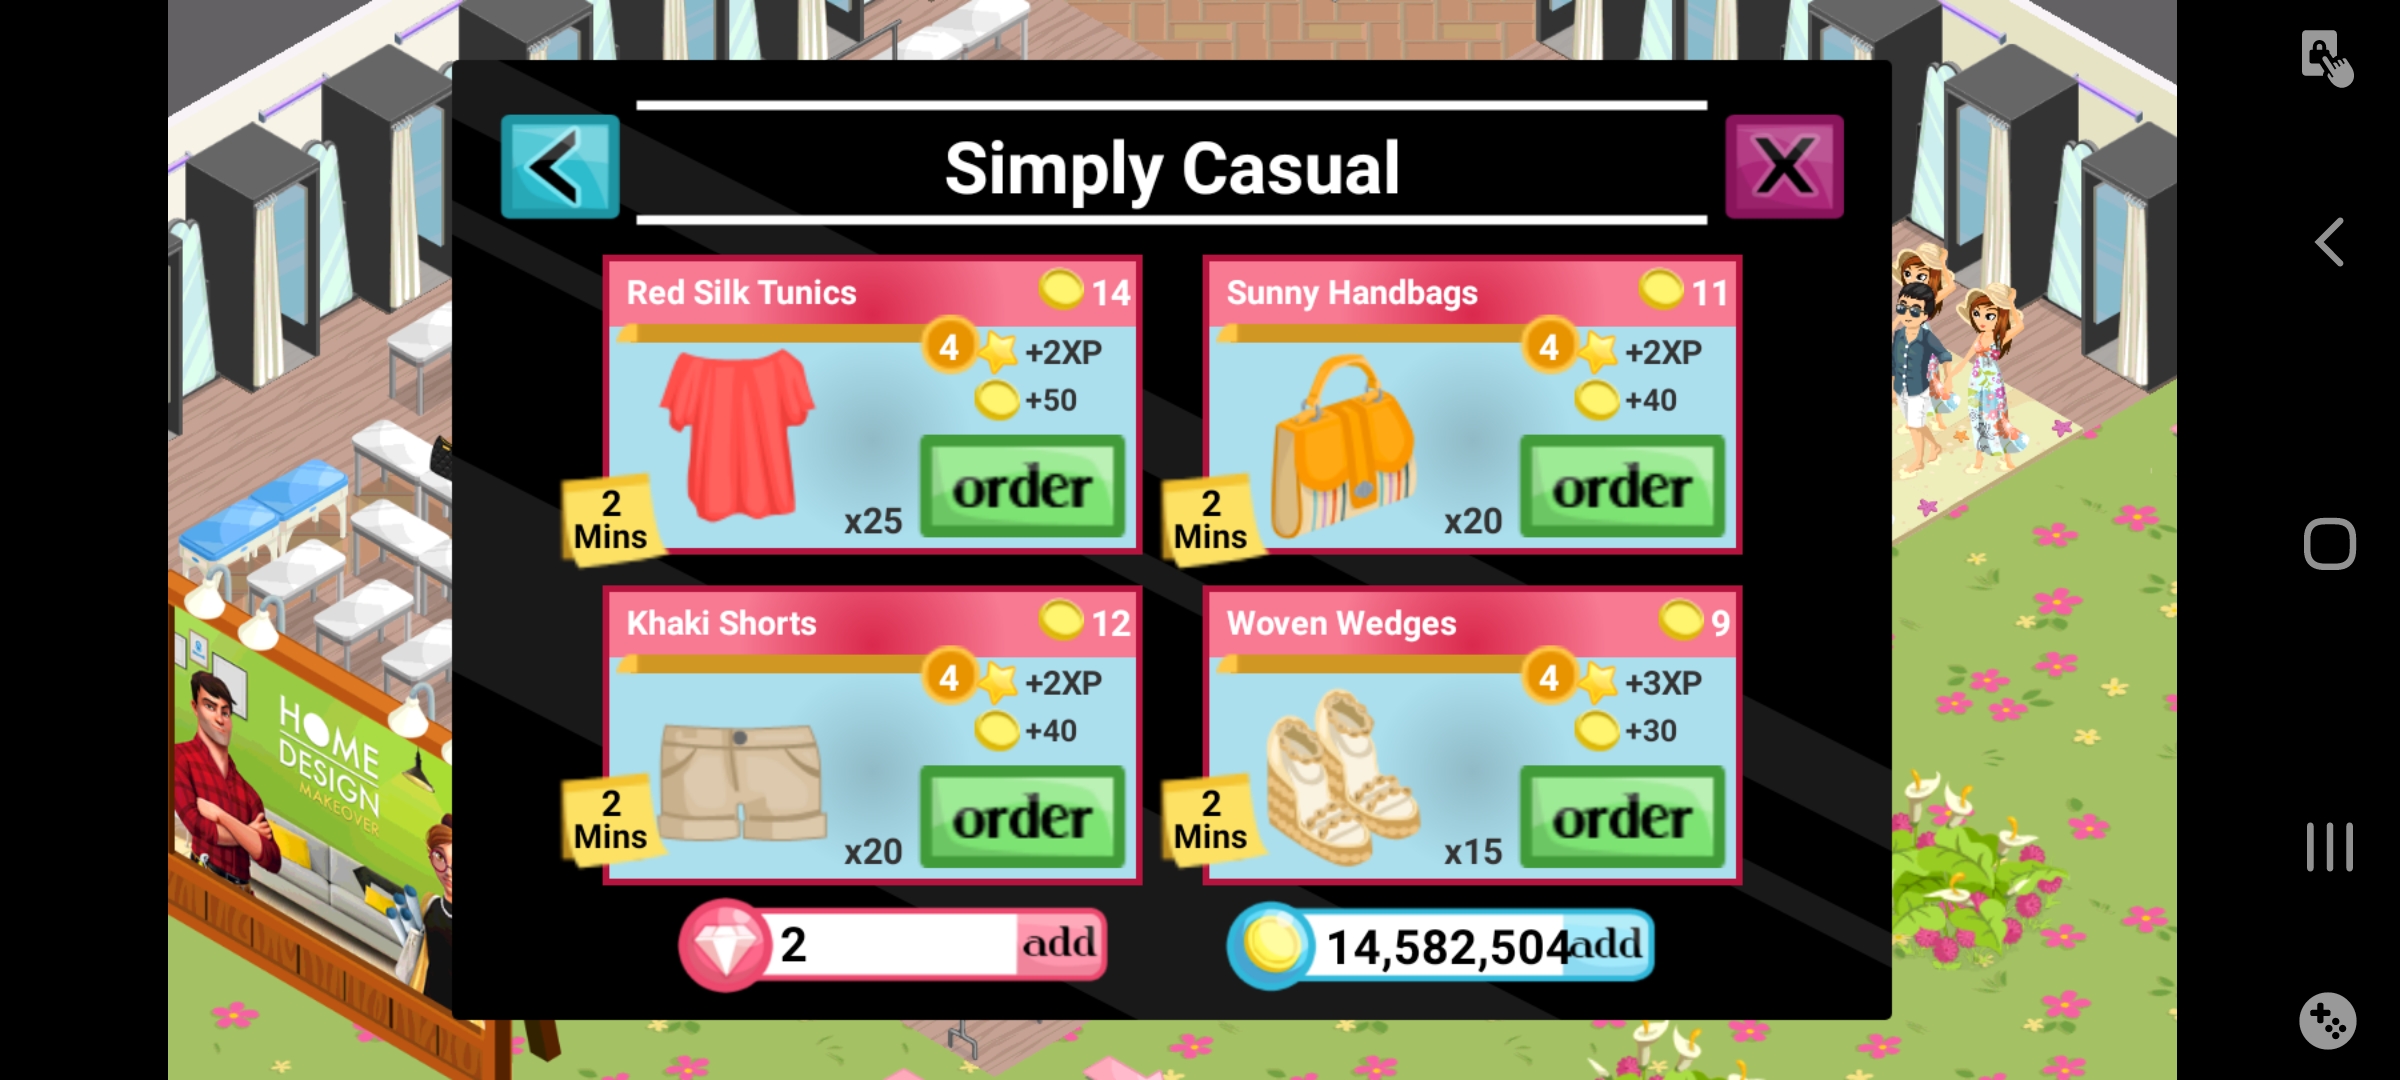 Simply Casual
Red Silk Tunics 14
4 +2XP
+50
2
Mins
x25
order
Sunny Handbags 11
4 +2XP
+40
2
Mins
x20
order
Khaki Shorts 12
4 +2XP
+40
2
Mins
x20
order
Woven Wedges 9
4 +3XP
+30
2
Mins
x15
order
HOME
DESIGN
MAKEOVER
2 add
14,582,504 add